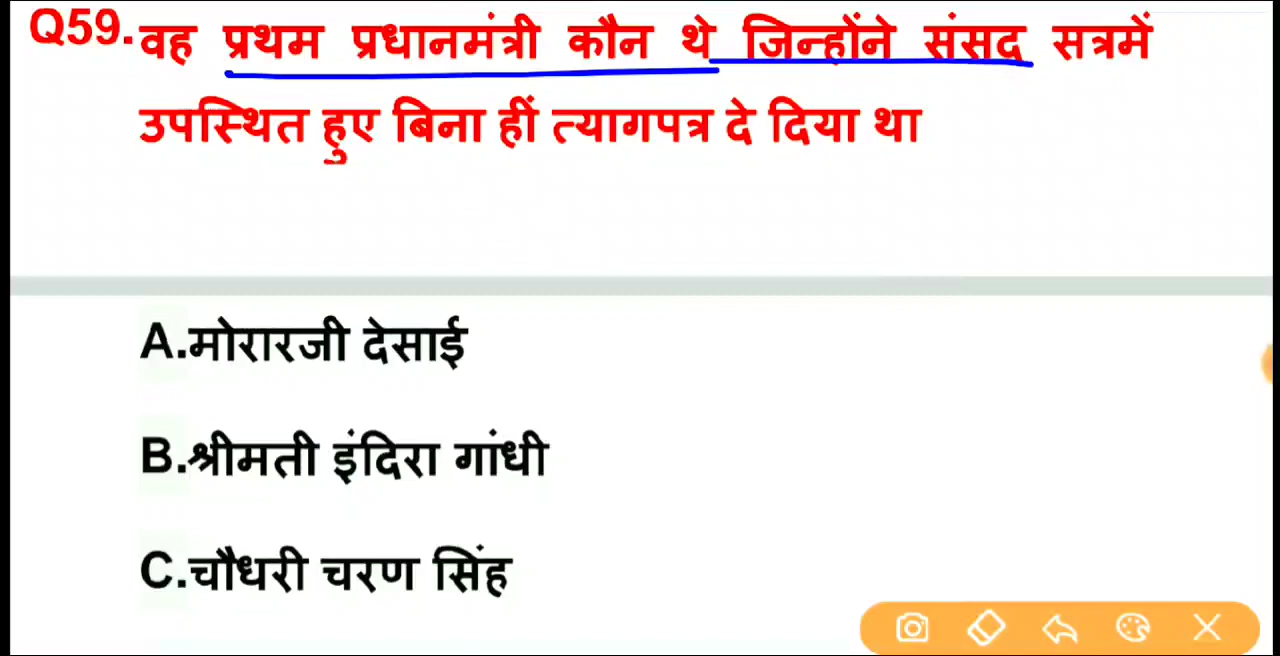 Q59. वह प्रथम प्रधानमंत्री कौन थे जिन्होंने संसद सत्रमें
उपस्थित हुए बिना हीं त्यागपत्र दे दिया था
A.मोरारजी देसाई
B.श्रीमती इंदिरा गांधी
C.चौधरी चरण सिंह